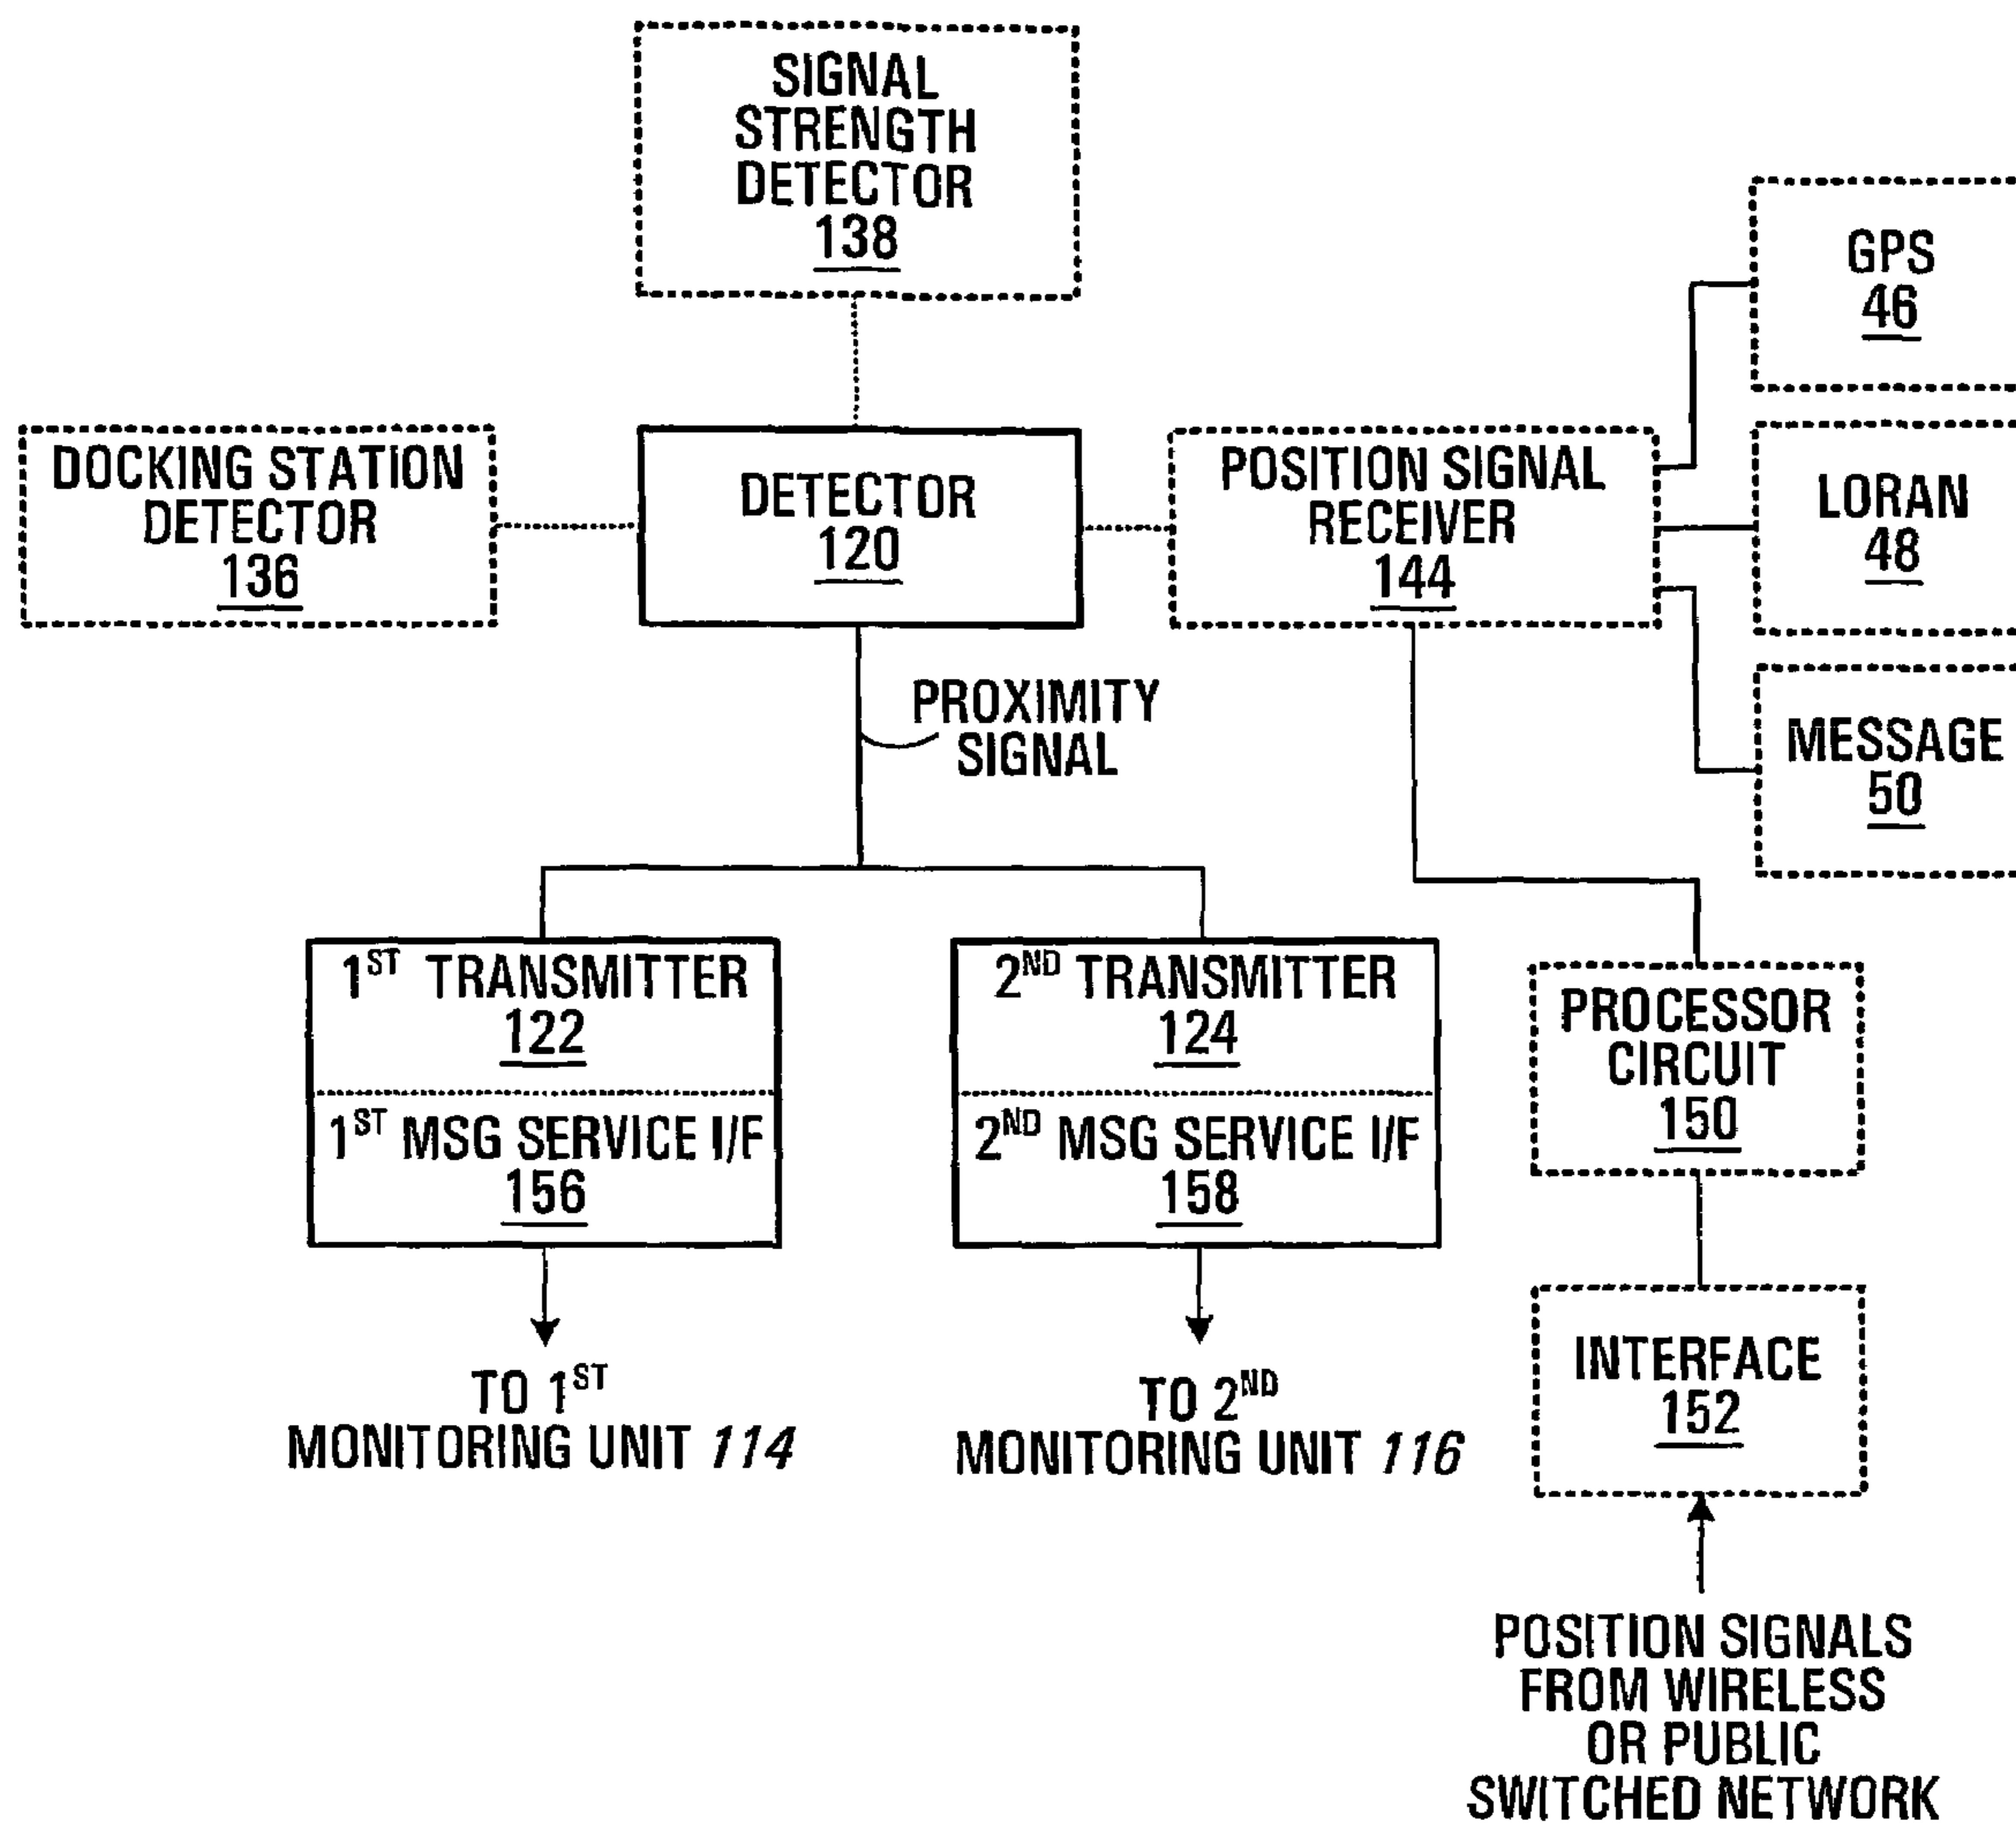 SIGNAL
STRENGTH
DETECTOR
138
GPS
46
DOCKING STATION
DETECTOR
136
DETECTOR
120
POSITION SIGNAL
RECEIVER
144
LORAN
48
PROXIMITY
SIGNAL
MESSAGE
50
1ST TRANSMITTER
122
1ST MSG SERVICE I/F
156
2ND TRANSMITTER
124
2ND MSG SERVICE I/F
158
PROCESSOR
CIRCUIT
150
TO 1ST
MONITORING UNIT 114
TO 2ND
MONITORING UNIT 116
INTERFACE
152
POSITION SIGNALS
FROM WIRELESS
OR PUBLIC
SWITCHED NETWORK